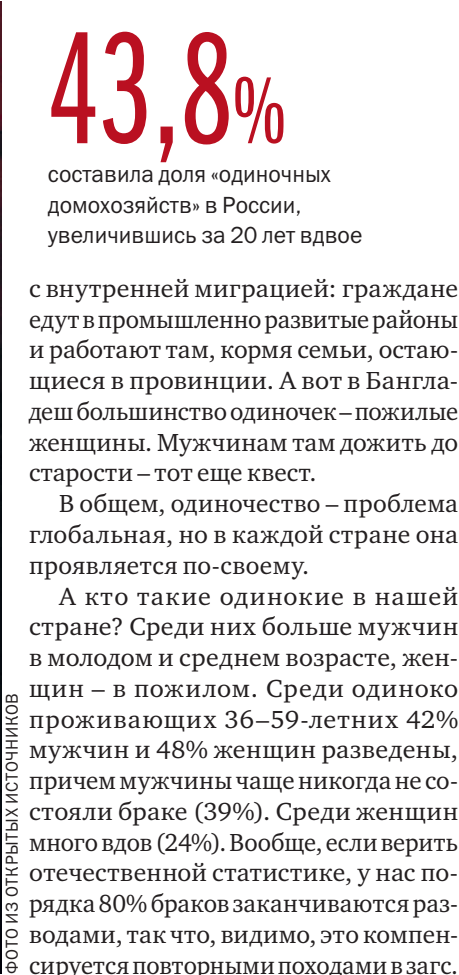 43,8%
составила доля «одиночных
домохозяйств» в России,
увеличившись за 20 лет вдвое
с внутренней миграцией: граждане
едут в промышленно развитые районы
и работают там, кормя семьи, остаю-
щиеся в провинции. А вот в Бангла-
деш большинство одиночек – пожилые
женщины. Мужчинам там дожить до
старости – тот еще квест.
В общем, одиночество – проблема
глобальная, но в каждой стране она
проявляется по-своему.
А кто такие одинокие в нашей
стране? Среди них больше мужчин
в молодом и среднем возрасте, жен-
щин – в пожилом. Среди одиноко
проживающих 36–59-летних 42%
мужчин и 48% женщин разведены,
причем мужчины чаще никогда не со-
стояли браке (39%). Среди женщин
много вдов (24%). Вообще, если верить
отечественной статистике, у нас по-
рядка 80% браков заканчиваются раз-
водами, так что, видимо, это компен-
сируется повторными походами в загс.
ФОТО ИЗ ОТКРЫТЫХ ИСТОЧНИКОВ